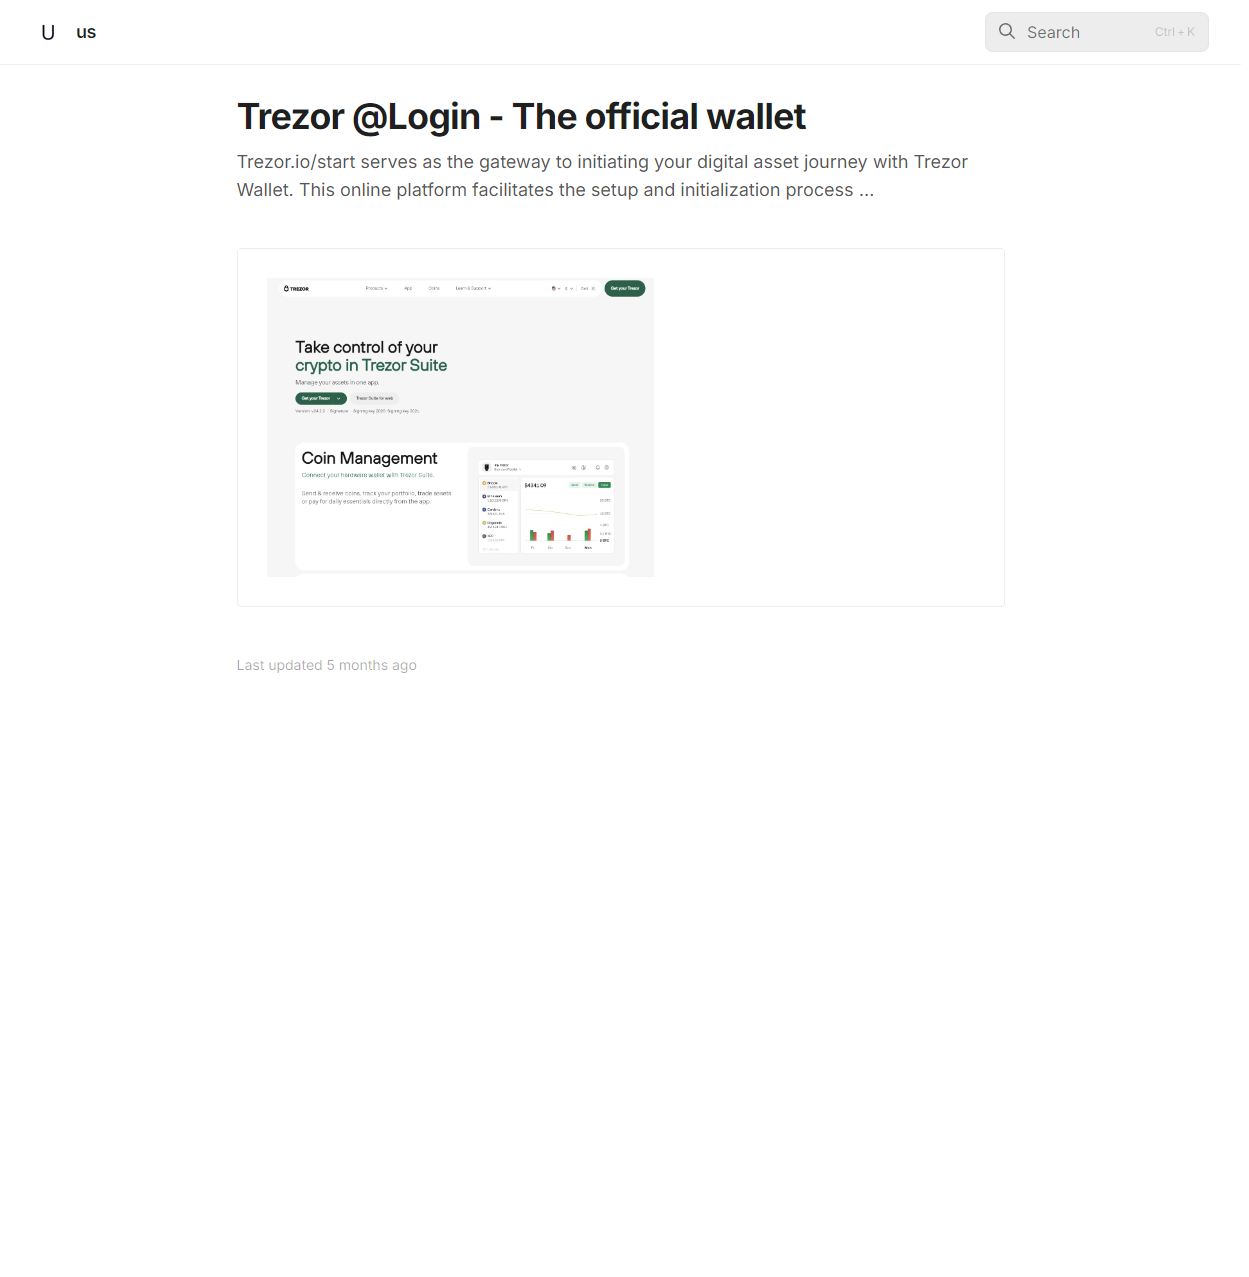 U us
Search Ctrl + K
Trezor @Login - The official wallet
Trezor.io/start serves as the gateway to initiating your digital asset journey with Trezor
Wallet. This online platform facilitates the setup and initialization process ...
TREZOR Products App Coins Learn & Support Get your Trezor
Take control of your
crypto in Trezor Suite
Manage your assets in one app.
Get your Trezor Trezor Suite for web
Coin Management
Connect your hardware wallet with Trezor Suite.
Send & receive coins, track your portfolio, trade assets
or pay for daily essentials directly from the app.
$4341.09
Last updated 5 months ago